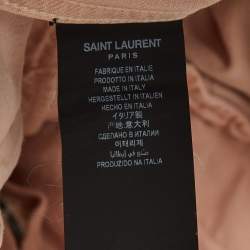 SAINT LAURENT
PARIS
FABRIQUE EN ITALIE
PRODOTTO IN ITALIA
MADE IN ITALY
HERGESTELLT IN ITALIEN
HECHO EN ITALIA
イタリア製
产地:意大利
СДЕЛАНО В ИТАЛИИ
이태리제
صنع في إيطاليا
PRODUZIDO NA ITALIA